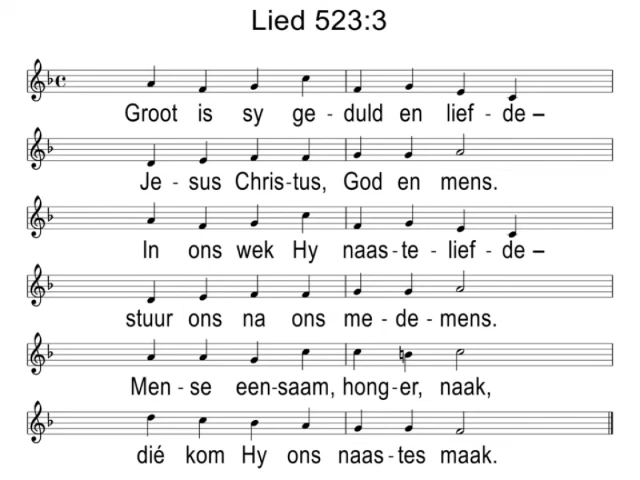 Lied 523:3
Groot is sy ge - duld en lief - de –
Je - sus Chris - tus, God en mens.
In ons wek Hy naas - te - lief - de –
stuur ons na ons me - de - mens.
Men - se een - saam, hong - er, naak,
dié kom Hy ons naas - tes maak.